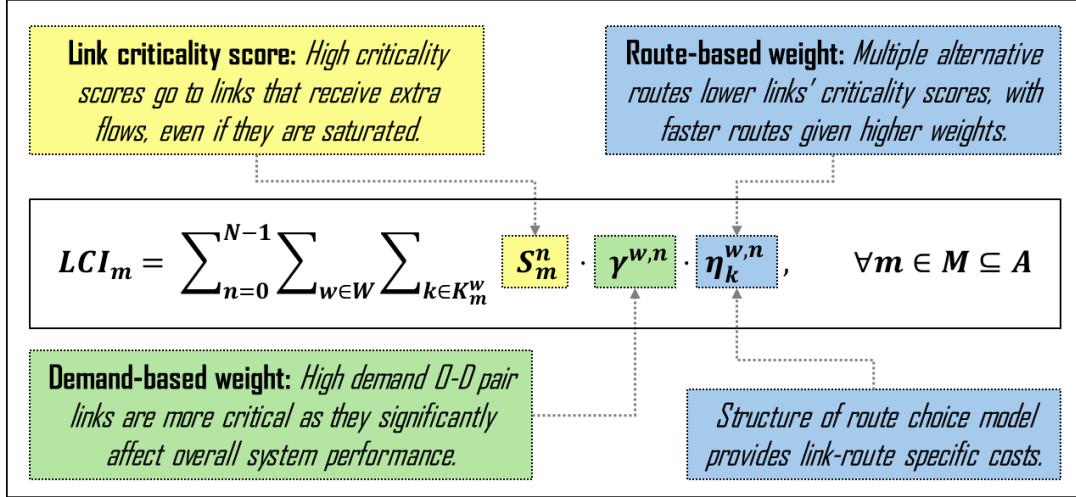 Link criticality score: High criticality
scores go to links that receive extra
flows, even if they are saturated.
Route-based weight: Multiple alternative
routes lower links' criticality scores, with
faster routes given higher weights.
LCI_m = ∑_{n=0}^{N-1} ∑_{w∈W} ∑_{k∈K_m^w} S_m^n · γ^{w,n} · η_k^{w,n} , ∀m ∈ M ⊆ A
Demand-based weight: High demand O-D pair
links are more critical as they significantly
affect overall system performance.
Structure of route choice model
provides link-route specific costs.